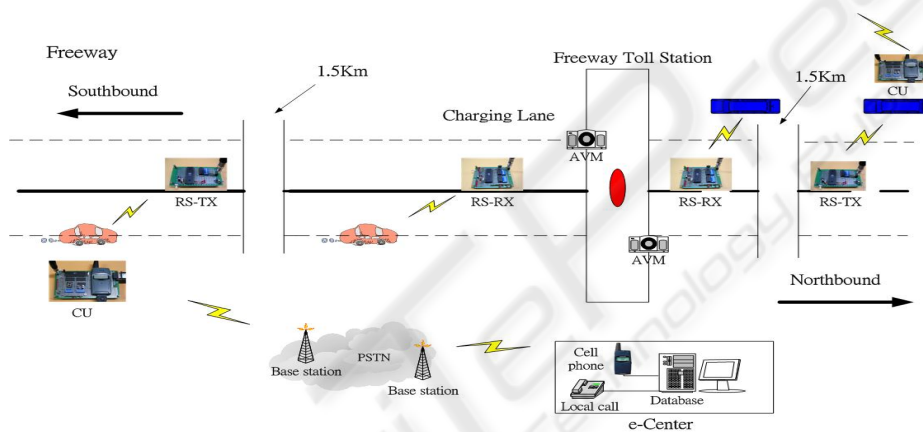 Freeway
Southbound
1.5Km
Charging Lane
Freeway Toll Station
1.5Km
CU
AVM
RS-TX
RS-RX
RS-RX
RS-TX
AVM
CU
Northbound
PSTN
Base station
Base station
Cell
phone
Local call
Database
e-Center